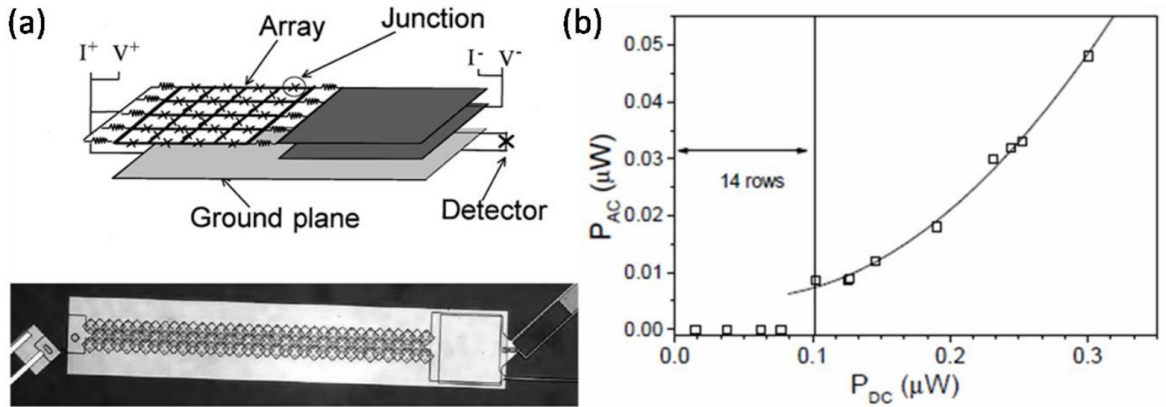 (a)
Array
Junction
I+ V+
I- V-
Ground plane
Detector
(b)
PAC (μW)
0.05
0.04
0.03
0.02
0.01
0.00
14 rows
0.0 0.1 0.2 0.3
PDC (μW)